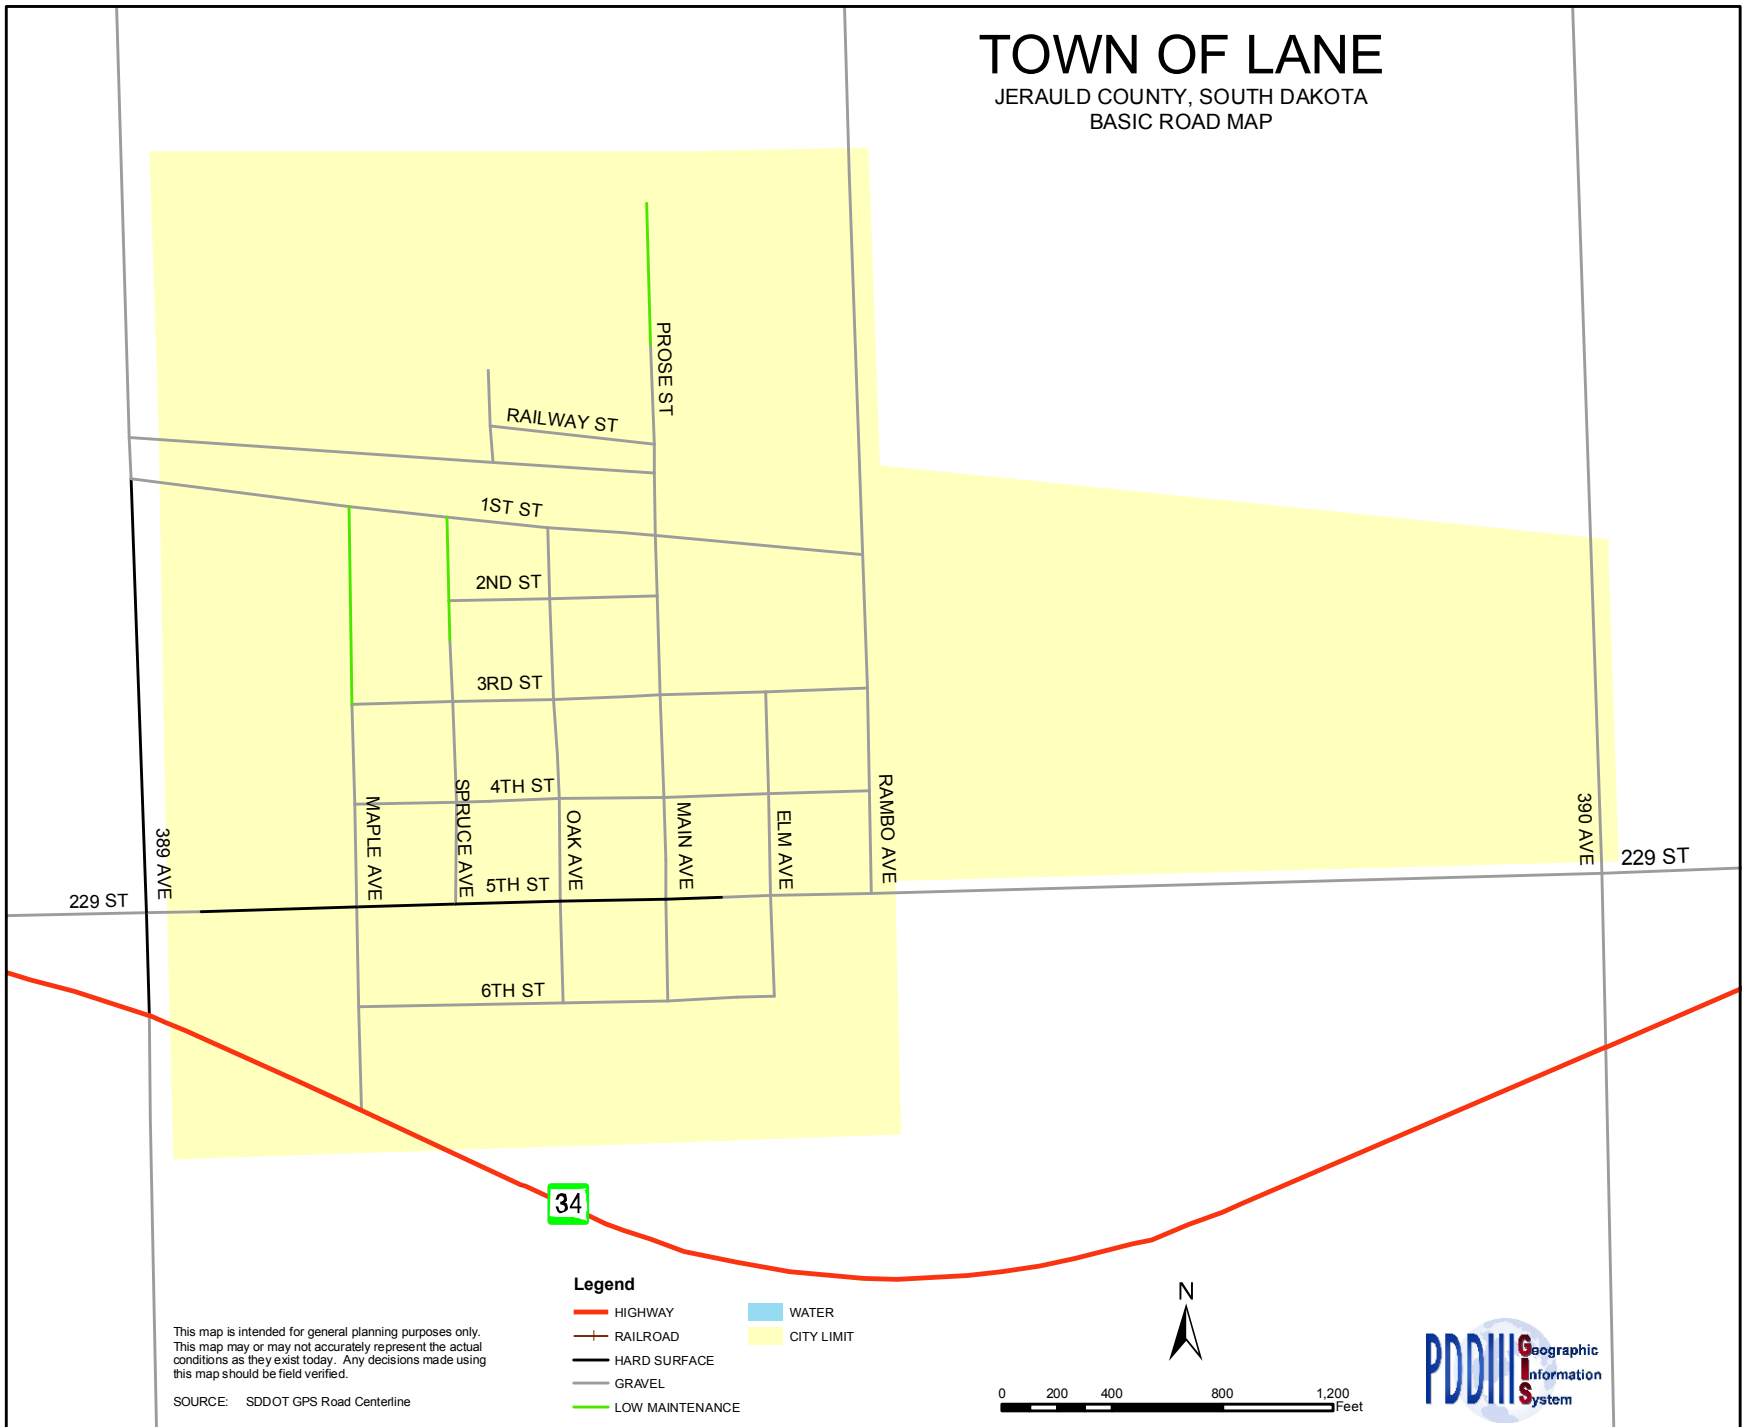 TOWN OF LANE
JERAULD COUNTY, SOUTH DAKOTA
BASIC ROAD MAP
PROSE ST
RAILWAY ST
1ST ST
2ND ST
3RD ST
4TH ST
MAPLE AVE
SPRUCE AVE
OAK AVE
MAIN AVE
ELM AVE
RAMBO AVE
389 AVE
390 AVE
229 ST
5TH ST
229 ST
6TH ST
34
Legend
HIGHWAY
RAILROAD
HARD SURFACE
GRAVEL
LOW MAINTENANCE
WATER
CITY LIMIT
This map is intended for general planning purposes only.
This map may or may not accurately represent the actual
conditions as they exist today. Any decisions made using
this map should be field verified.
SOURCE: SDDOT GPS Road Centerline
N
0 200 400 800 1,200
Feet
PDDIII
Geographic
Information
System